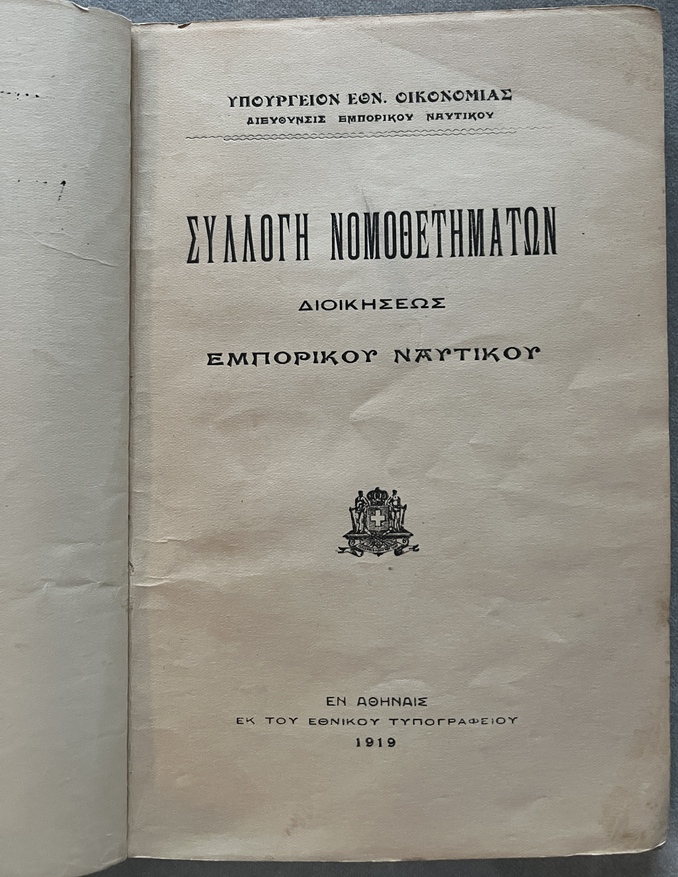 ΥΠΟΥΡΓΕΙΟΝ ΕΘΝ. ΟΙΚΟΝΟΜΙΑΣ
ΔΙΕΥΘΥΝΣΙΣ ΕΜΠΟΡΙΚΟΥ ΝΑΥΤΙΚΟΥ
ΣΥΛΛΟΓΗ ΝΟΜΟΘΕΤΗΜΑΤΩΝ
ΔΙΟΙΚΗΣΕΩΣ
ΕΜΠΟΡΙΚΟΥ ΝΑΥΤΙΚΟΥ
ΕΝ ΑΘΗΝΑΙΣ
ΕΚ ΤΟΥ ΕΘΝΙΚΟΥ ΤΥΠΟΓΡΑΦΕΙΟΥ
1919